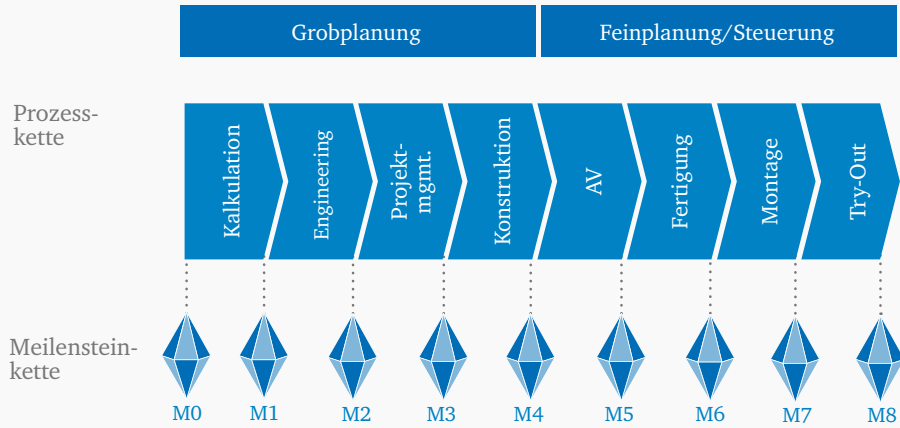 Grobplanung
Feinplanung/Steuerung
Prozess-
kette
Kalkulation
Engineering
Projekt-
mgmt.
Konstruktion
AV
Fertigung
Montage
Try-Out
Meilenstein-
kette
M0
M1
M2
M3
M4
M5
M6
M7
M8